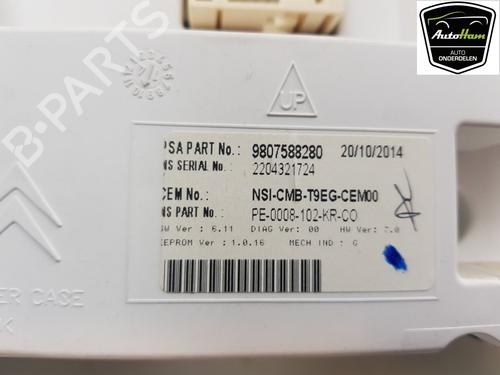 AutoHam
AUTO
ONDERDELEN
UP
B-PARTS
PSA PART No.: 9807588280 20/10/2014
NS SERIAL No.: 2204321724
CEM No.: NSI-CMB-T9EG-CEM00
NS PART No.: PE-0008-102-KR-CO
SW Ver : 6.11 DIAG Ver: 00 HW Ver: 7.0
EEPROM Ver : 1.0.16 MECH IND : G
CASE